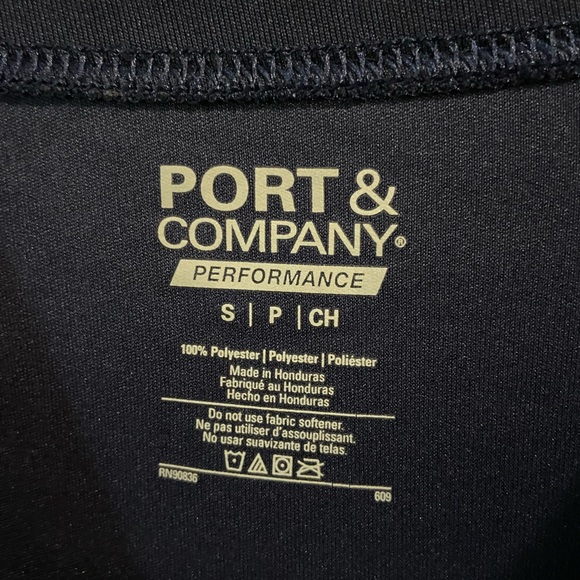 PORT &
COMPANY®
PERFORMANCE
S | P | CH
100% Polyester | Polyester | Poliéster
Made in Honduras
Fabriqué au Honduras
Hecho en Honduras
Do not use fabric softener.
Ne pas utiliser d'assouplissant.
No usar suavizante de telas.
RN90836 609